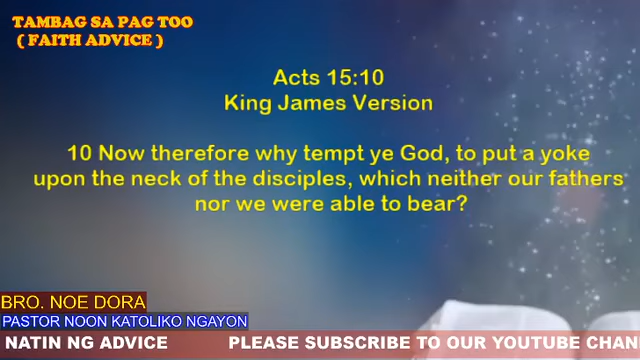 TAMBAG SA PAG TOO
( FAITH ADVICE )
Acts 15:10
King James Version
10 Now therefore why tempt ye God, to put a yoke
upon the neck of the disciples, which neither our fathers
nor we were able to bear?
BRO. NOE DORA
PASTOR NOON KATOLIKO NGAYON
NATIN NG ADVICE PLEASE SUBSCRIBE TO OUR YOUTUBE CHAN